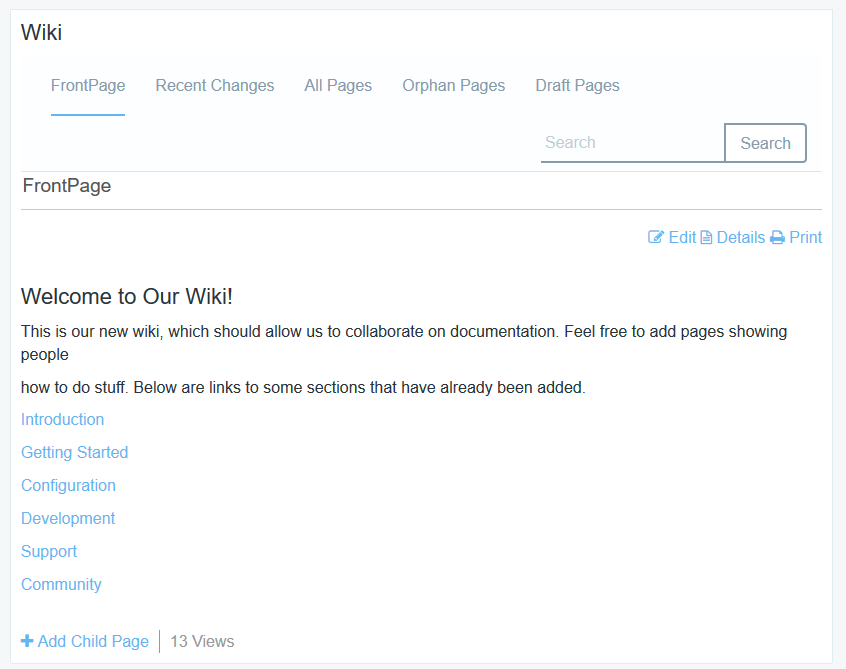 Wiki
FrontPage Recent Changes All Pages Orphan Pages Draft Pages
Search Search
FrontPage
Edit Details Print
Welcome to Our Wiki!
This is our new wiki, which should allow us to collaborate on documentation. Feel free to add pages showing
people
how to do stuff. Below are links to some sections that have already been added.
Introduction
Getting Started
Configuration
Development
Support
Community
Add Child Page 13 Views